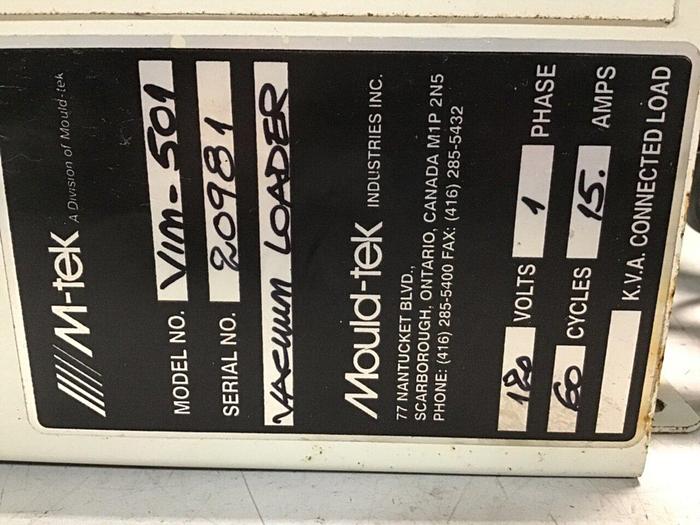 M-tek A Division of Mould-tek
MODEL NO. VIM-501
SERIAL NO. 20981
VACUUM LOADER
Mould-tek INDUSTRIES INC.
77 NANTUCKET BLVD.,
SCARBOROUGH, ONTARIO, CANADA M1P 2N5
PHONE: (416) 285-5400 FAX: (416) 285-5432
120 VOLTS 1 PHASE
60 CYCLES 15. AMPS
K.V.A. CONNECTED LOAD